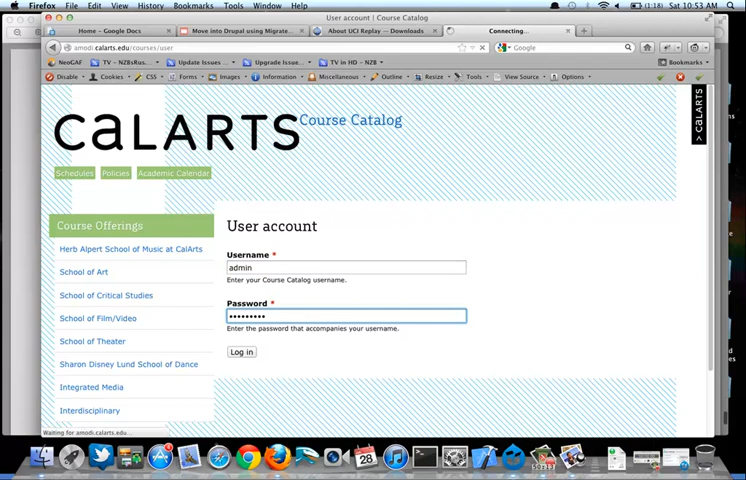 Firefox File Edit View History Bookmarks Tools Window Help (1:18) Sat 10:53 AM
User account | Course Catalog
Home - Google Docs Move into Drupal using Migrate... About UCI Replay — Downloads Connecting...
amodi.calarts.edu/courses/user Google
NeoGAF TV - NZBsRus... Update Issues... Upgrade Issue... TV in HD - NZB Bookmarks
Disable Cookies CSS Forms Images Information Miscellaneous Outline Resize Tools View Source Options
CALARTS Course Catalog
> CALARTS
Schedules Policies Academic Calendar
Course Offerings
Herb Alpert School of Music at CalArts
School of Art
School of Critical Studies
School of Film/Video
School of Theater
Sharon Disney Lund School of Dance
Integrated Media
Interdisciplinary
User account
Username *
admin
Enter your Course Catalog username.
Password *
•••••••••
Enter the password that accompanies your username.
Log in
Waiting for amodi.calarts.edu...
28
50:13